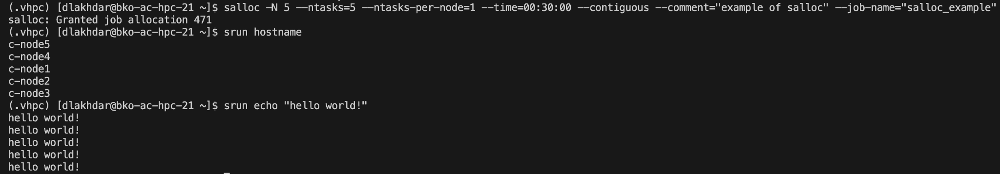 (.vhpc) [dlakhdar@bko-ac-hpc-21 ~]$ salloc -N 5 --ntasks=5 --ntasks-per-node=1 --time=00:30:00 --contiguous --comment="example of salloc" --job-name="salloc_example"
salloc: Granted job allocation 471
(.vhpc) [dlakhdar@bko-ac-hpc-21 ~]$ srun hostname
c-node5
c-node4
c-node1
c-node2
c-node3
(.vhpc) [dlakhdar@bko-ac-hpc-21 ~]$ srun echo "hello world!"
hello world!
hello world!
hello world!
hello world!
hello world!